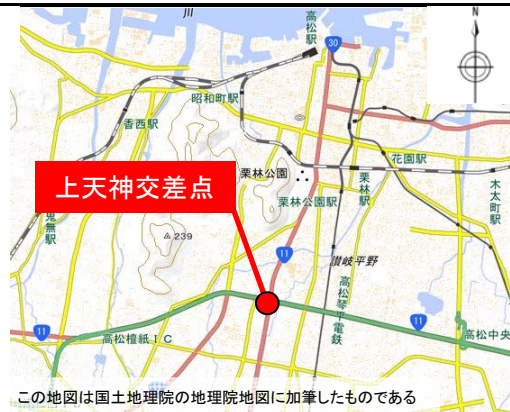 川
高松駅
30
N
昭和町駅
香西駅
花園駅
栗林公園
栗林駅
木太町駅
上天神交差点
栗林公園駅
鬼無駅
239
讃岐平野
11
高松琴平電鉄
11
11
高松檀紙IC
高松中央
この地図は国土地理院の地理院地図に加筆したものである